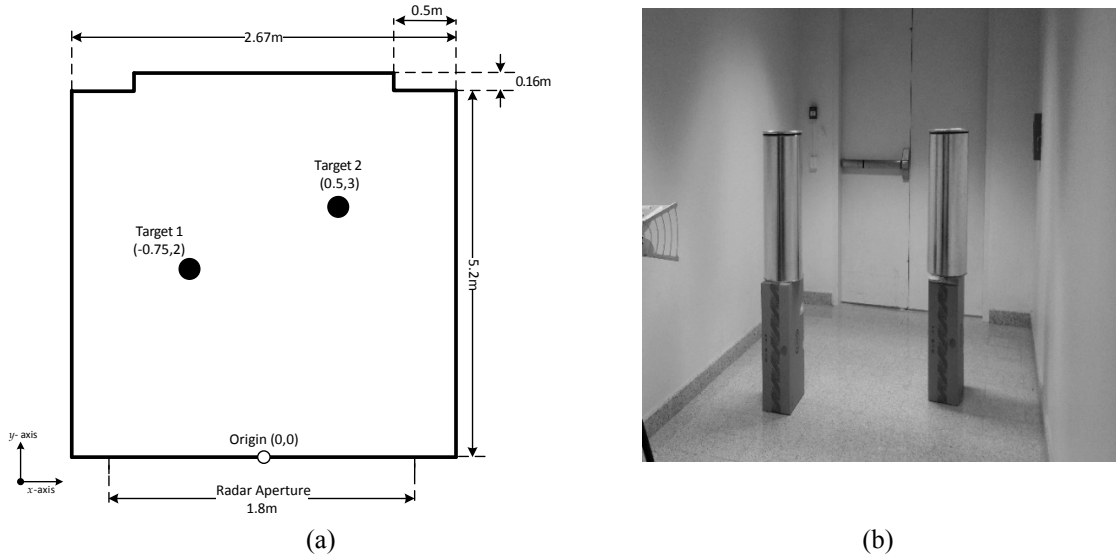 0.5m
2.67m
0.16m
Target 2
(0.5,3)
Target 1
(-0.75,2)
5.2m
y- axis
Origin (0,0)
x-axis
Radar Aperture
1.8m
(a)
(b)